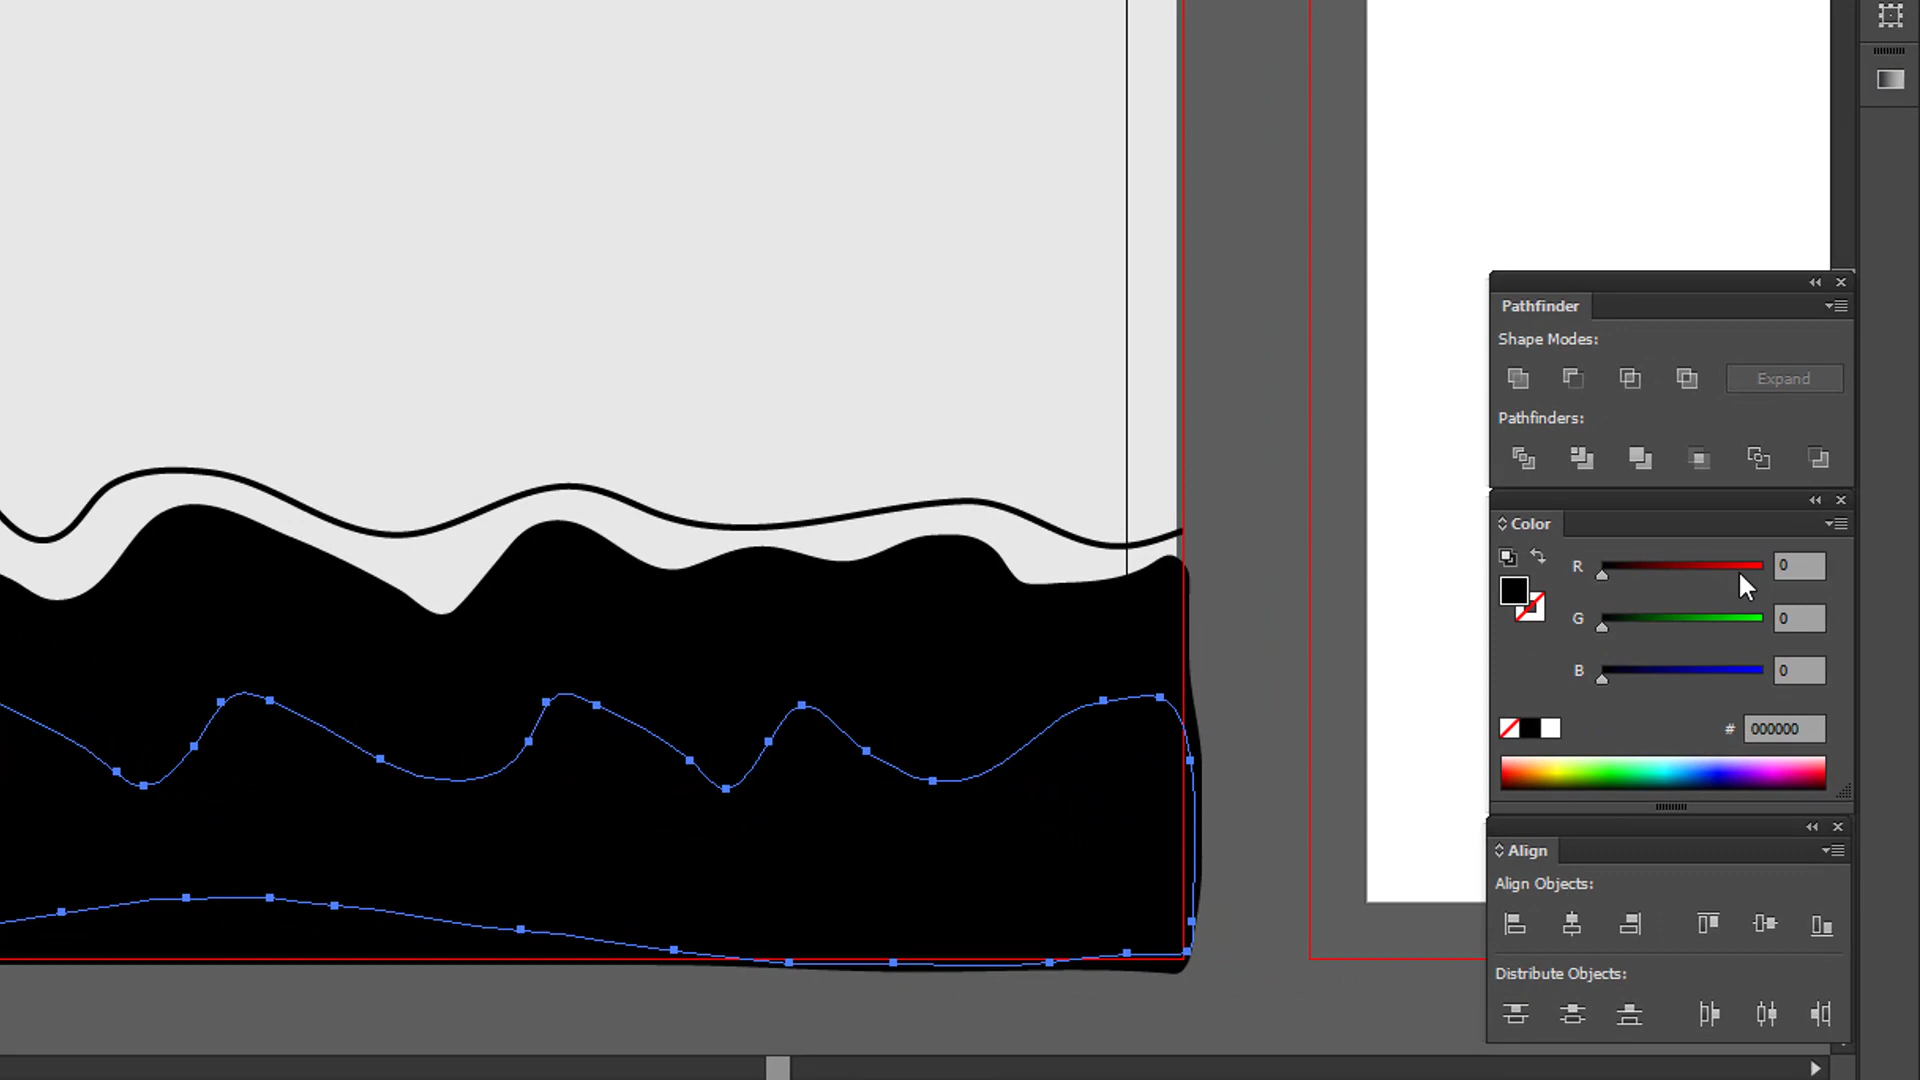 Pathfinder
Shape Modes:
Expand
Pathfinders:
Color
R 0
G 0
B 0
# 000000
Align
Align Objects:
Distribute Objects: